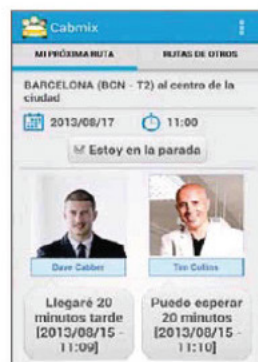 Cabmix
MI PRÓXIMA RUTA RUTAS DE OTROS
BARCELONA (BCN - T2) al centro de la
ciudad
2013/08/17 11:00
Estoy en la parada
Dave Cabber Tim Collins
Llegaré 20 Puedo esperar
minutos tarde 20 minutos
[2013/08/15 - [2013/08/15 -
11:09] 11:10]